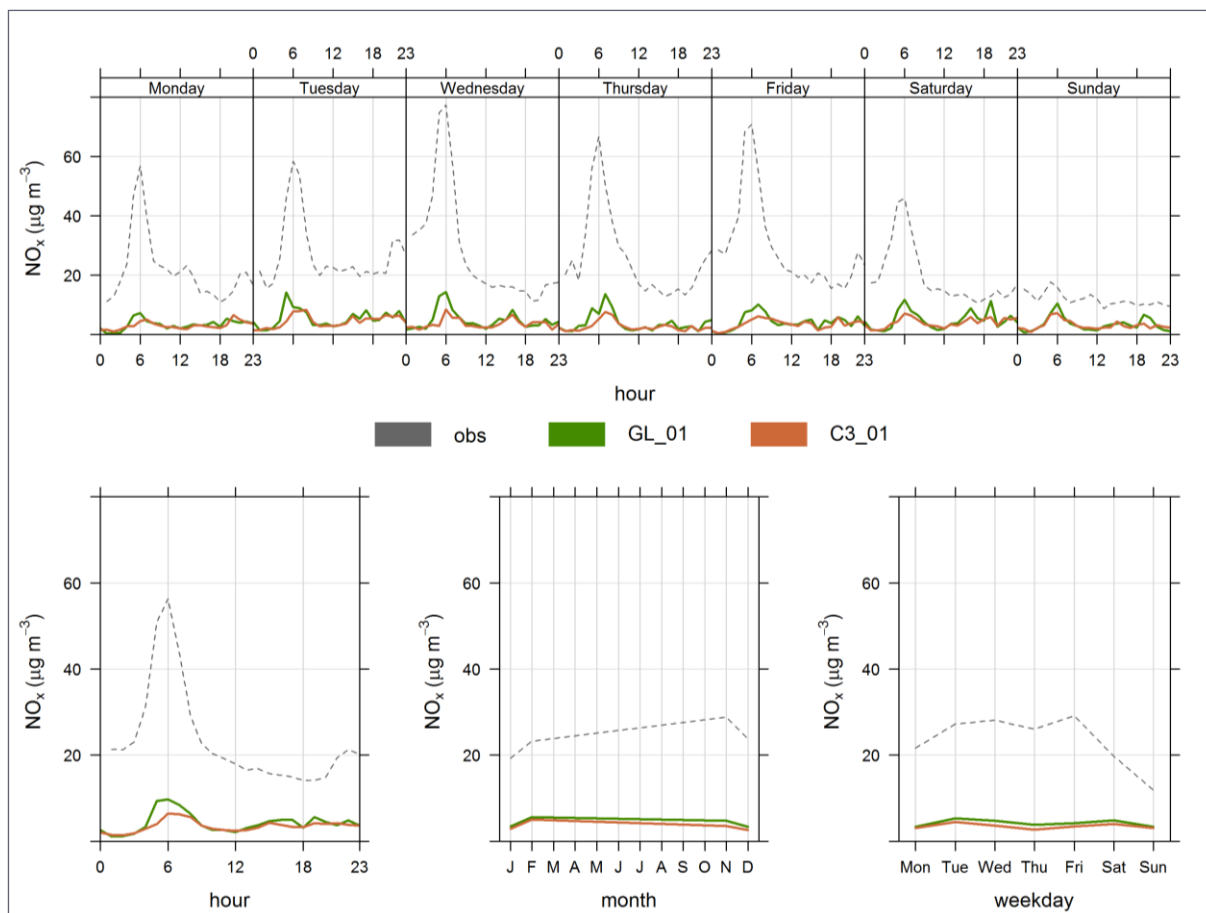 0 6 12 18 23 0 6 12 18 23 0 6 12 18 23
Monday Tuesday Wednesday Thursday Friday Saturday Sunday
NOₓ (μg m⁻³)
60
40
20
0 6 12 18 23 0 6 12 18 23 0 6 12 18 23 0 6 12 18 23
hour
obs GL_01 C3_01
NOₓ (μg m⁻³)
60
40
20
0 6 12 18 23
hour
NOₓ (μg m⁻³)
60
40
20
J F M A M J J A S O N D
month
NOₓ (μg m⁻³)
60
40
20
Mon Tue Wed Thu Fri Sat Sun
weekday